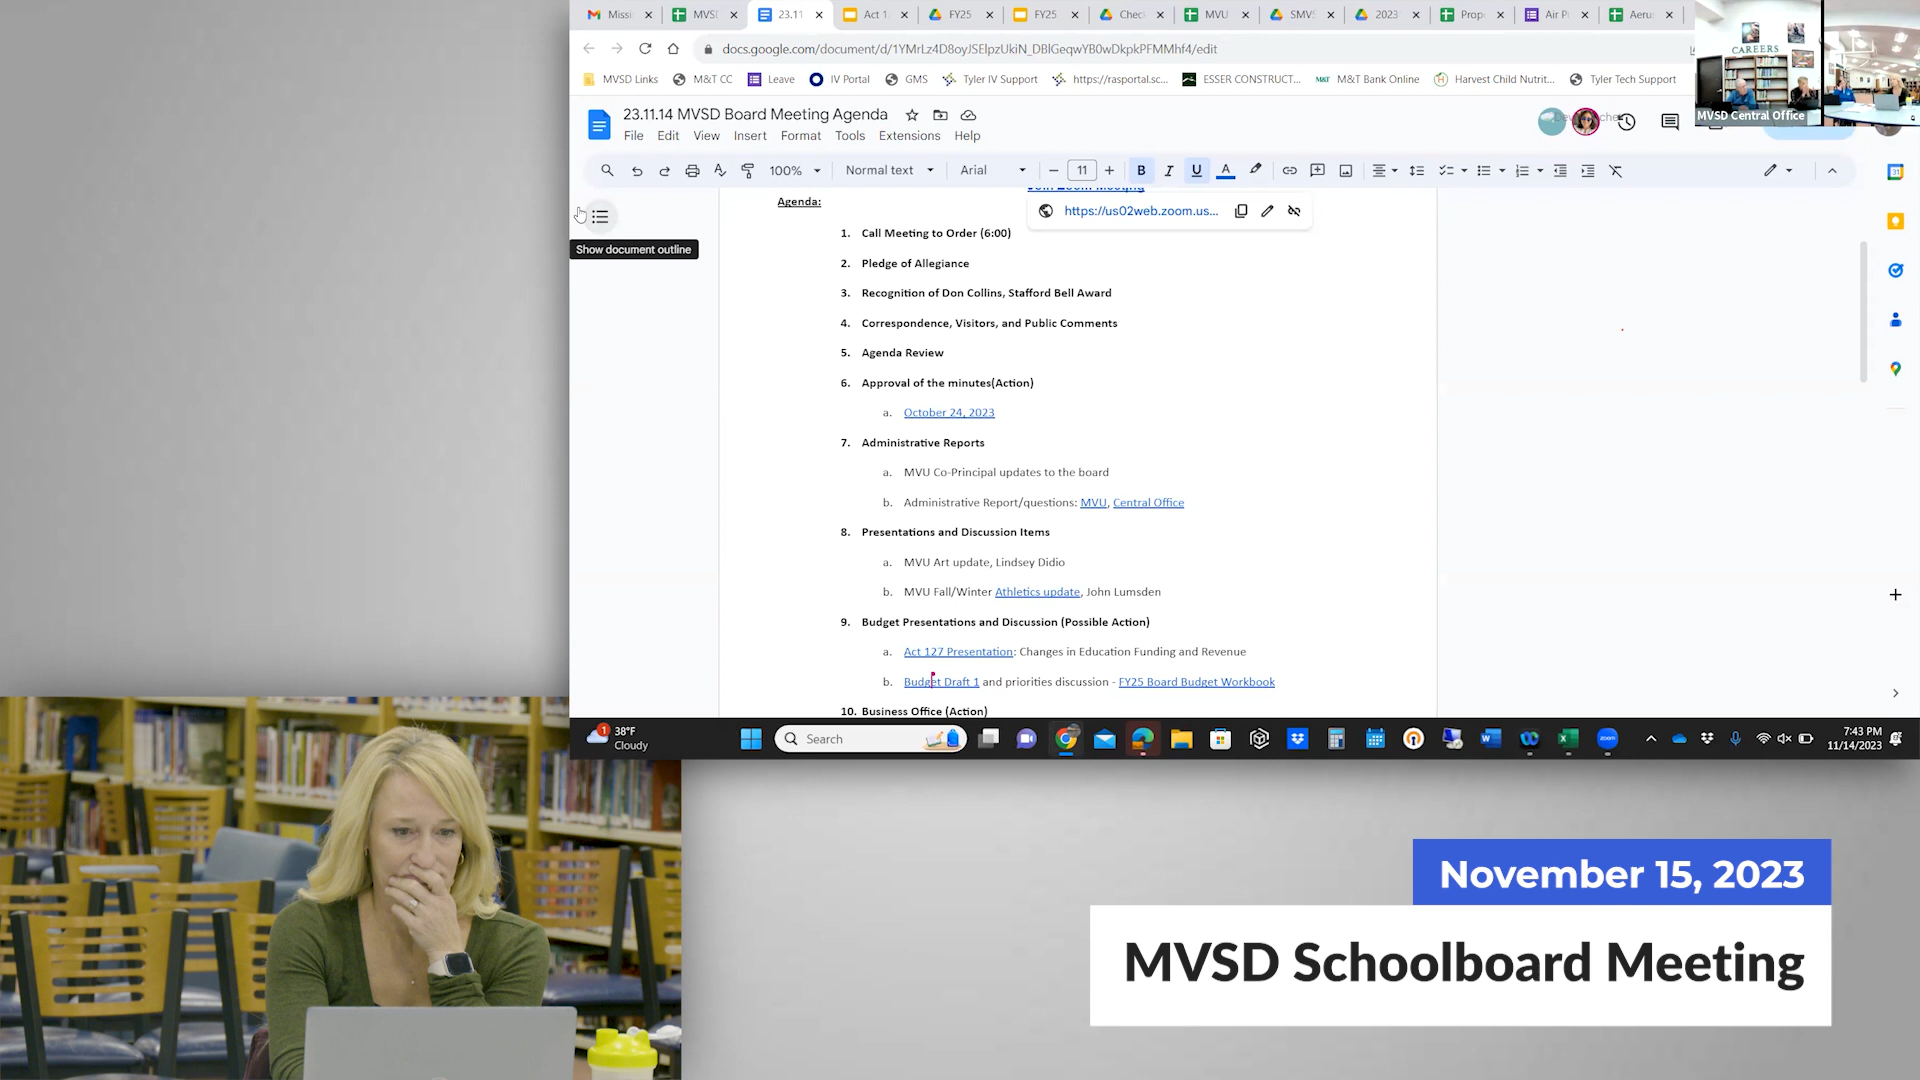 Missi
MVSD
23.11
Act 1
FY25
FY25
Chec
MVU
SMVS
2023
Prop
Air P
Aeru
docs.google.com/document/d/1YMrLz4D8oyJSElpzUkiN_DBlGeqwYB0wDkpkPFMMhf4/edit
MVSD Links
M&T CC
Leave
IV Portal
GMS
Tyler IV Support
https://rasportal.sc...
ESSER CONSTRUCT...
M&T Bank Online
Harvest Child Nutrit...
Tyler Tech Support
CAREERS
MVSD Central Office
23.11.14 MVSD Board Meeting Agenda
File Edit View Insert Format Tools Extensions Help
100% Normal text Arial 11 B I U A
Join Zoom Meeting
https://us02web.zoom.us...
Show document outline
Agenda:
1. Call Meeting to Order (6:00)
2. Pledge of Allegiance
3. Recognition of Don Collins, Stafford Bell Award
4. Correspondence, Visitors, and Public Comments
5. Agenda Review
6. Approval of the minutes(Action)
a. October 24, 2023
7. Administrative Reports
a. MVU Co-Principal updates to the board
b. Administrative Report/questions: MVU, Central Office
8. Presentations and Discussion Items
a. MVU Art update, Lindsey Didio
b. MVU Fall/Winter Athletics update, John Lumsden
9. Budget Presentations and Discussion (Possible Action)
a. Act 127 Presentation: Changes in Education Funding and Revenue
b. Budget Draft 1 and priorities discussion - FY25 Board Budget Workbook
10. Business Office (Action)
1
38°F
Cloudy
Search
7:43 PM
11/14/2023
November 15, 2023
MVSD Schoolboard Meeting